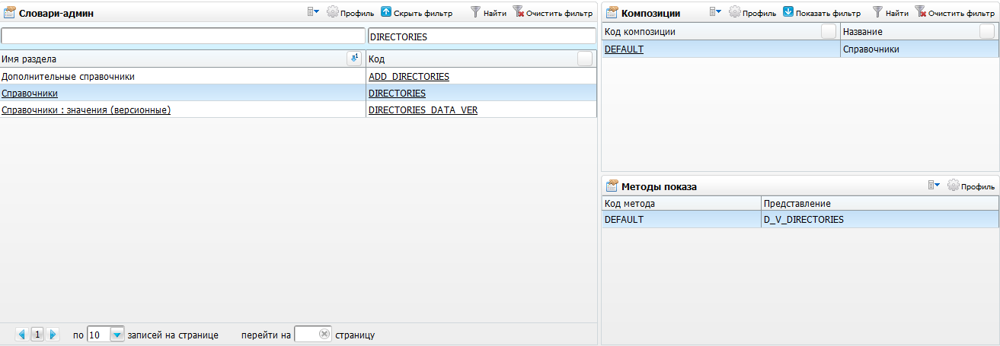 Словари-админ Профиль Скрыть фильтр Найти Очистить фильтр
DIRECTORIES
Имя раздела 1 Код
Дополнительные справочники ADD_DIRECTORIES
Справочники DIRECTORIES
Справочники : значения (версионные) DIRECTORIES_DATA_VER
1 по 10 записей на странице перейти на страницу
Композиции Профиль Показать фильтр Найти Очистить фильтр
Код композиции Название
DEFAULT Справочники
Методы показа Профиль
Код метода Представление
DEFAULT D_V_DIRECTORIES